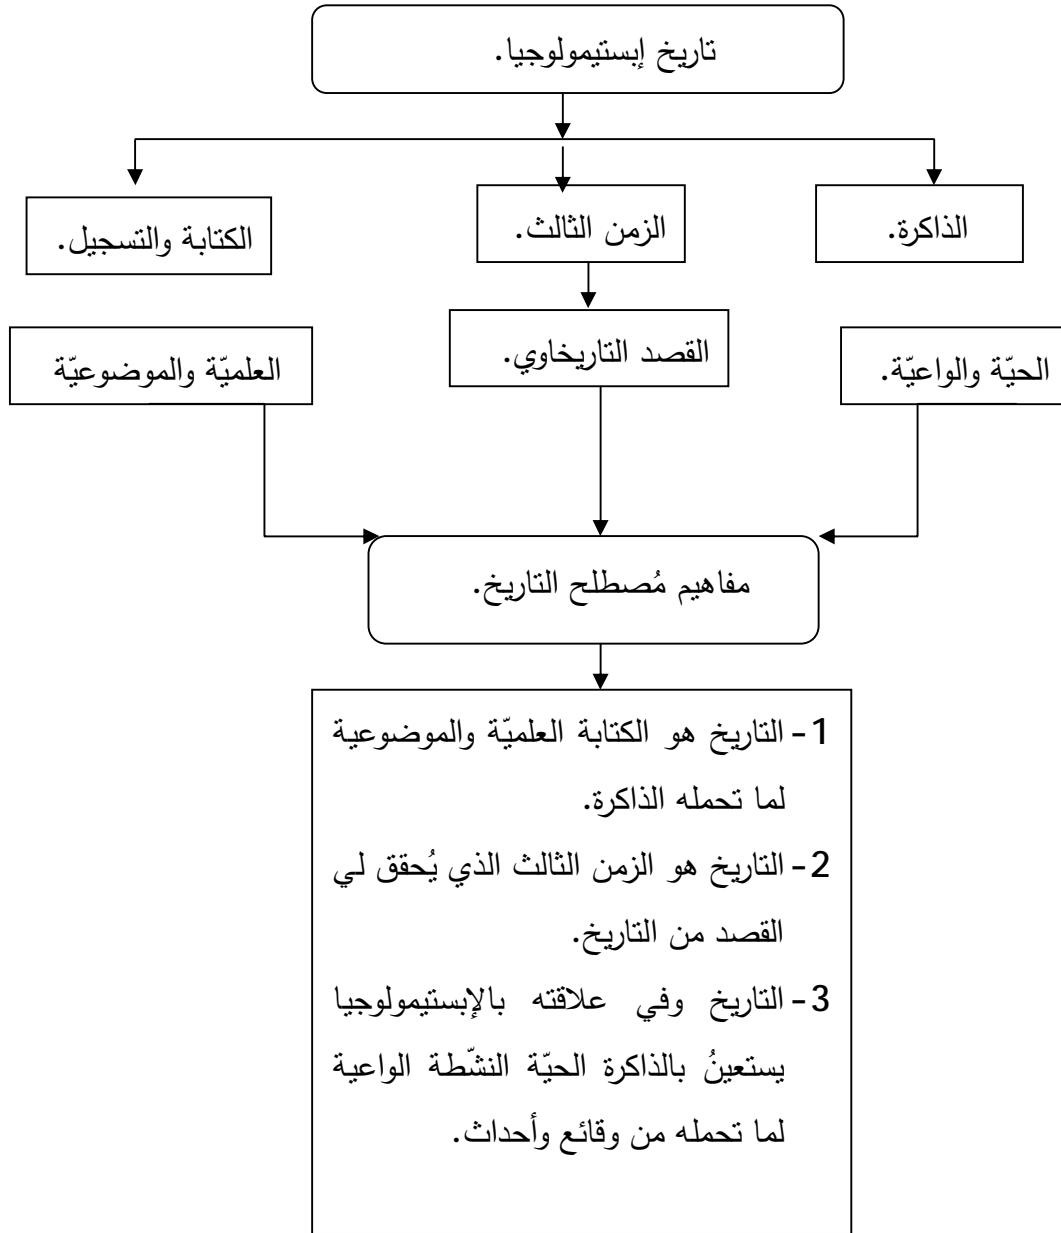 تاريخ إبستيمولوجيا.
الذاكرة.
الزمن الثالث.
الكتابة والتسجيل.
الحيّة والواعيّة.
القصد التاريخاوي.
العلميّة والموضوعيّة
مفاهيم مُصطلح التاريخ.
1- التاريخ هو الكتابة العلميّة والموضوعية
لما تحمله الذاكرة.
2- التاريخ هو الزمن الثالث الذي يُحقق لي
القصد من التاريخ.
3- التاريخ وفي علاقته بالإبستيمولوجيا
يستعينُ بالذاكرة الحيّة النشّطة الواعية
لما تحمله من وقائع وأحداث.